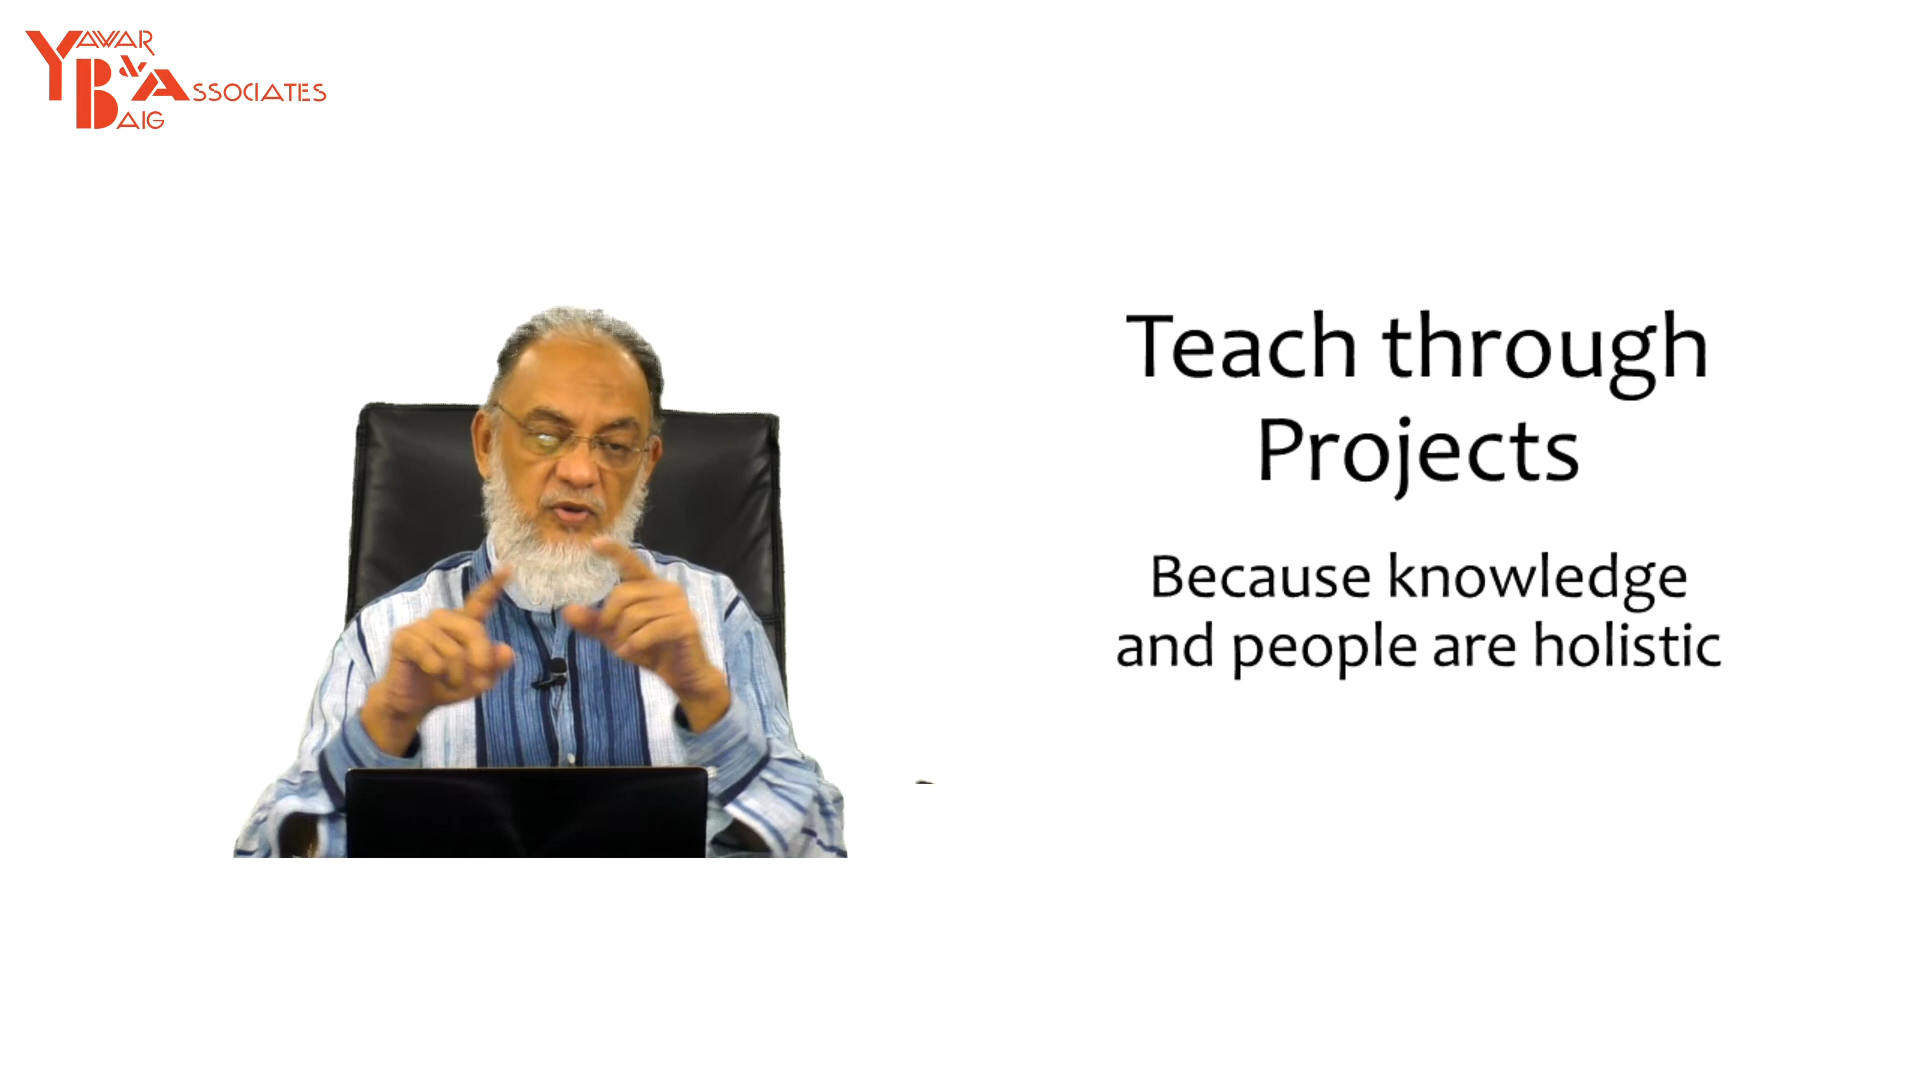 YAWAR
BAIG
& ASSOCIATES
Teach through
Projects
Because knowledge
and people are holistic